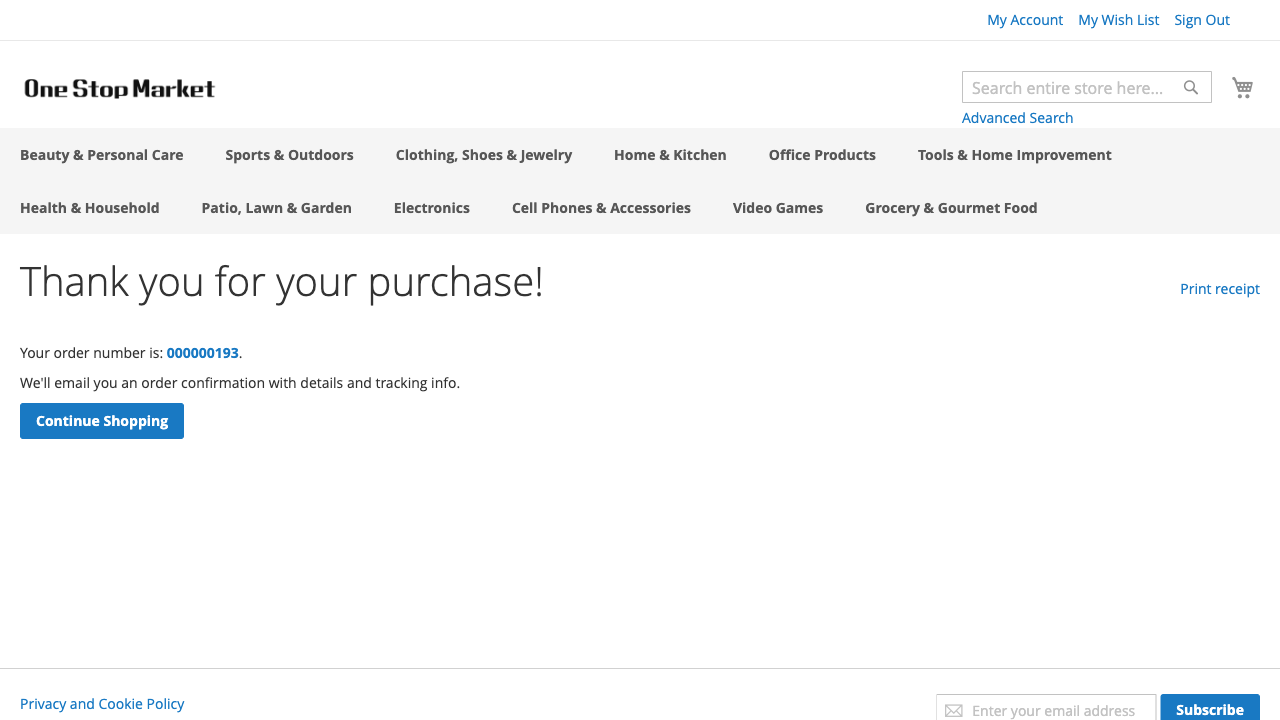 My Account My Wish List Sign Out
One Stop Market
Search entire store here...
Advanced Search
Beauty & Personal Care Sports & Outdoors Clothing, Shoes & Jewelry Home & Kitchen Office Products Tools & Home Improvement
Health & Household Patio, Lawn & Garden Electronics Cell Phones & Accessories Video Games Grocery & Gourmet Food
Thank you for your purchase!
Print receipt
Your order number is: 000000193.
We'll email you an order confirmation with details and tracking info.
Continue Shopping
Privacy and Cookie Policy
Enter your email address
Subscribe